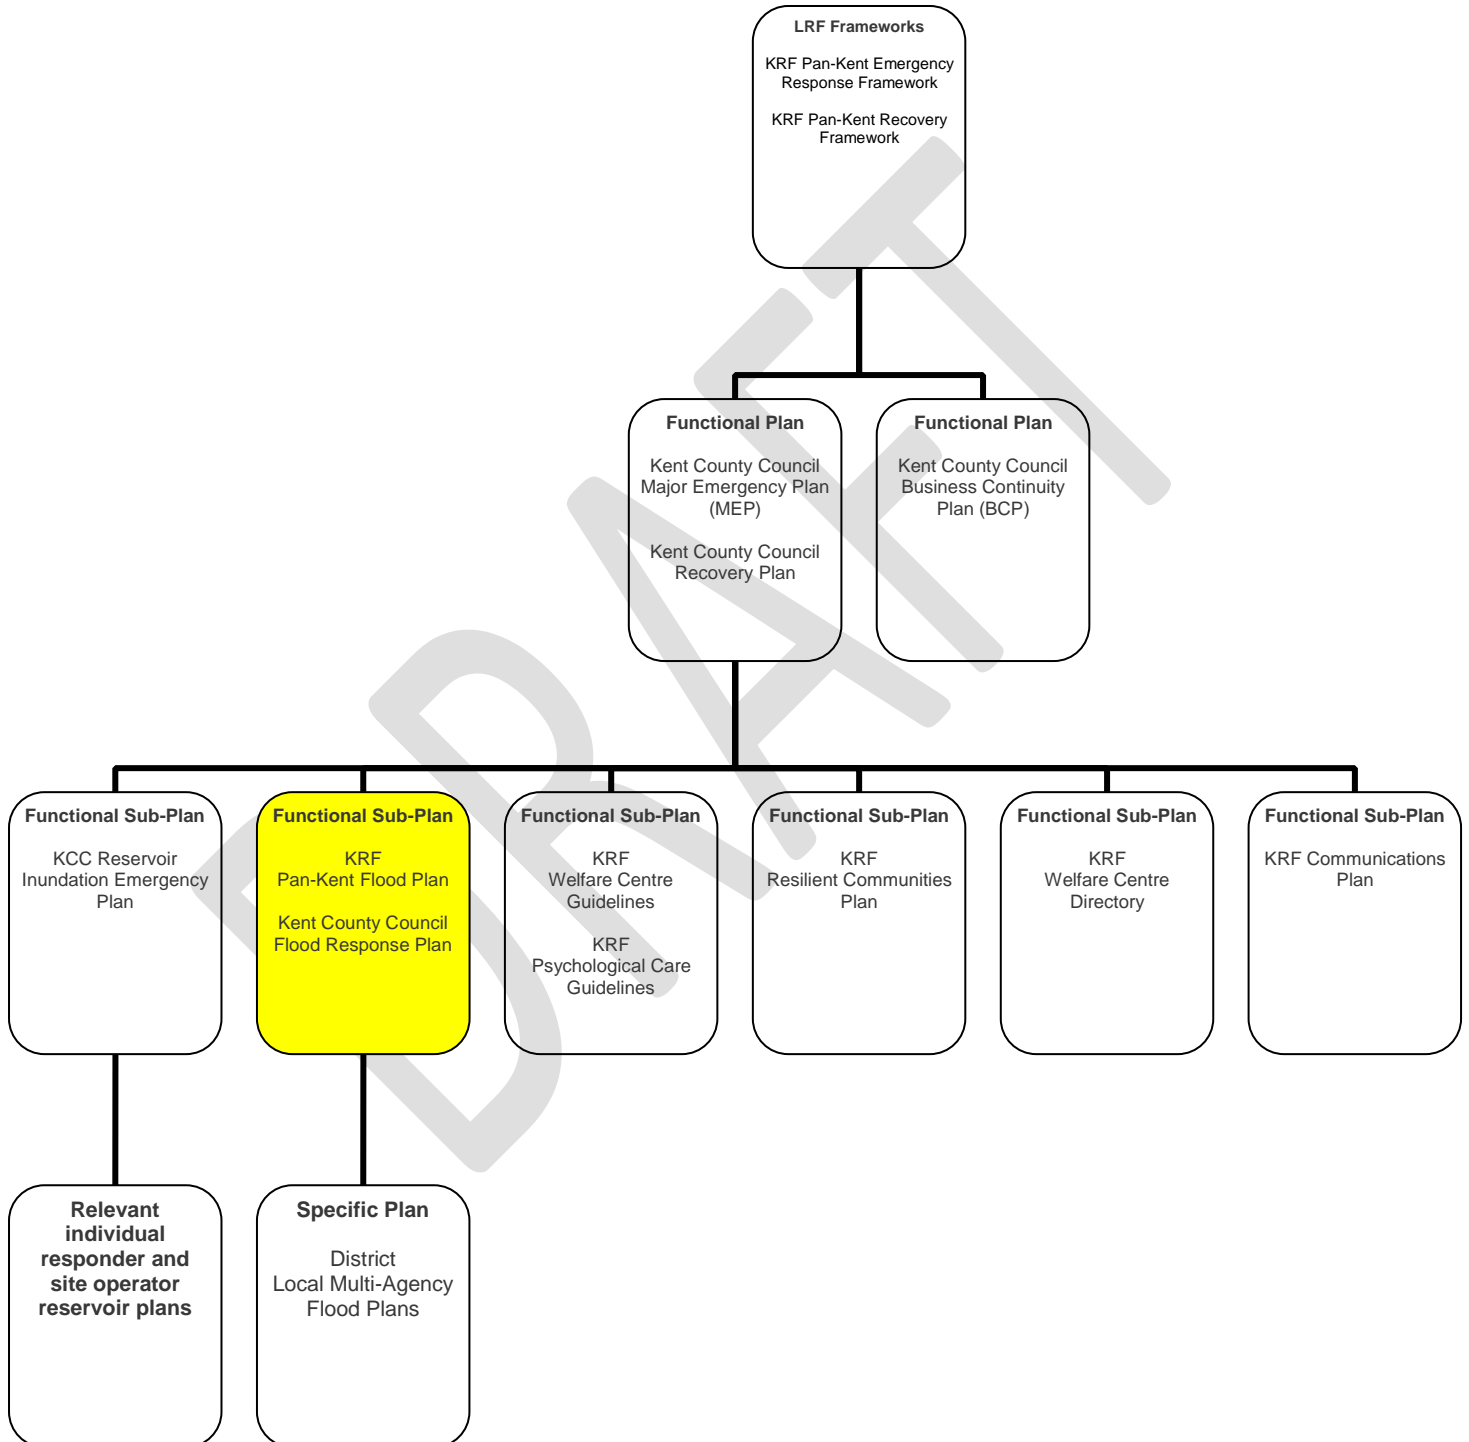 LRF Frameworks
KRF Pan-Kent Emergency
Response Framework
KRF Pan-Kent Recovery
Framework
Functional Plan
Kent County Council
Major Emergency Plan
(MEP)
Kent County Council
Recovery Plan
Functional Plan
Kent County Council
Business Continuity
Plan (BCP)
Functional Sub-Plan
KCC Reservoir
Inundation Emergency
Plan
Functional Sub-Plan
KRF
Pan-Kent Flood Plan
Kent County Council
Flood Response Plan
Functional Sub-Plan
KRF
Welfare Centre
Guidelines
KRF
Psychological Care
Guidelines
Functional Sub-Plan
KRF
Resilient Communities
Plan
Functional Sub-Plan
KRF
Welfare Centre
Directory
Functional Sub-Plan
KRF Communications
Plan
Relevant
individual
responder and
site operator
reservoir plans
Specific Plan
District
Local Multi-Agency
Flood Plans
DRAFT